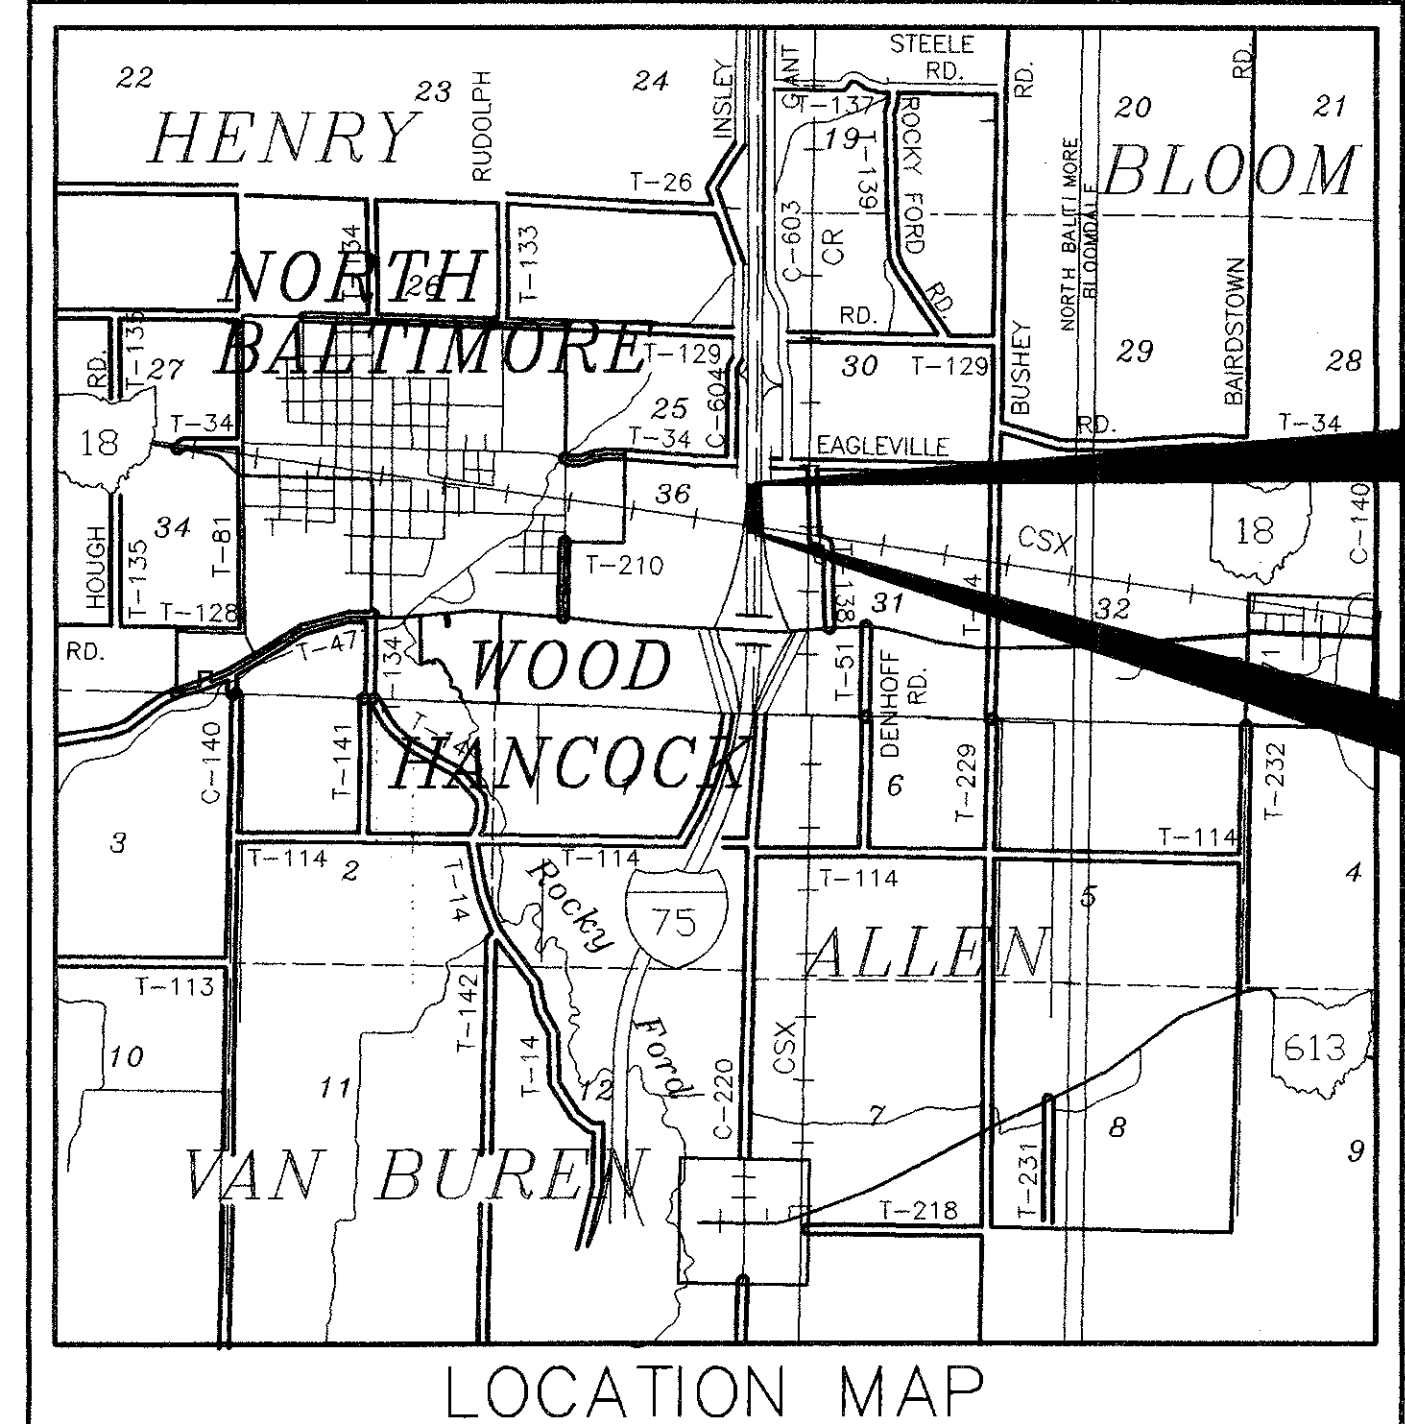 22
23
RUDOLPH
24
INSLEY
STEELE
RD.
RD.
20
RD.
21
HENRY
T-137
19
T-139
ROCKY FORD
RD.
BLOOM
T-26
C-603
CR
NORTH BALTIMORE
BLOOMDALE
T-133
26
NORTH
BALTIMORE
RD.
BUSHEY
BAIRDSTOWN
RD.
T-135
27
T-129
30
T-129
29
28
25
C-604
18
T-34
T-34
EAGLEVILLE
RD.
T-34
36
34
T-81
HOUGH
T-135
T-128
T-210
CSX
18
C-140
T-138
31
32
RD.
T-47
WOOD
T-51
DENHOFF
RD.
C-140
T-141
HANCOCK
6
T-229
T-232
3
T-114
2
T-14
T-114
T-114
T-114
5
4
Rocky
Ford
75
ALLEN
T-113
T-142
T-14
10
11
12
C-220
CSX
613
7
8
9
VAN BUREN
T-231
T-218
LOCATION MAP